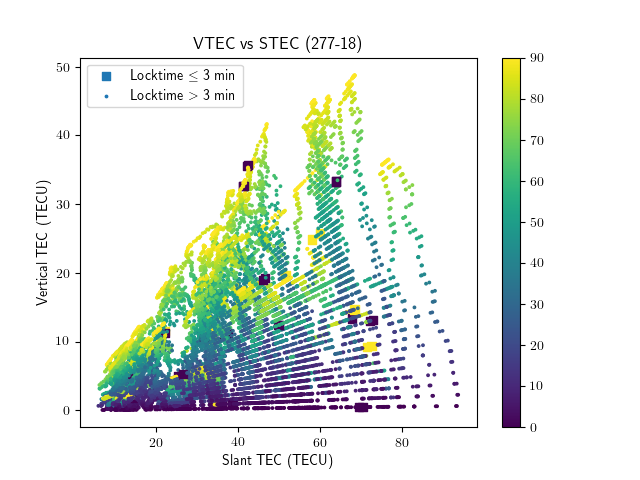 VTEC vs STEC (277-18)
Locktime ≤ 3 min
Locktime > 3 min
Vertical TEC (TECU)
50
40
30
20
10
0
20 40 60 80
Slant TEC (TECU)
90
80
70
60
50
40
30
20
10
0